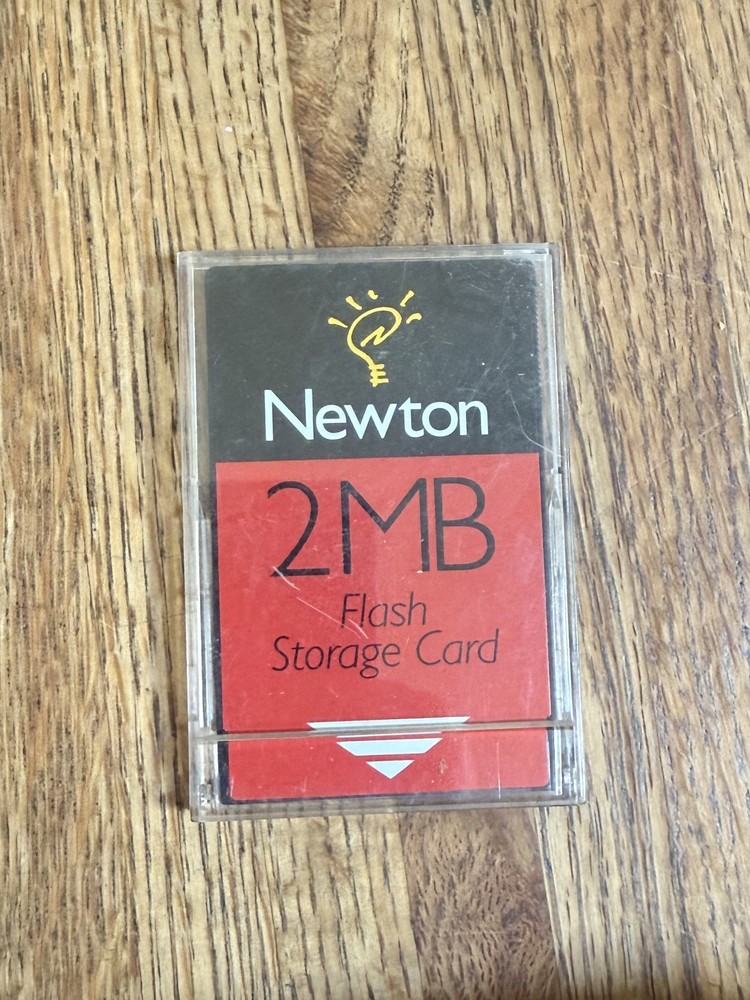 Newton
2MB
Flash
Storage Card